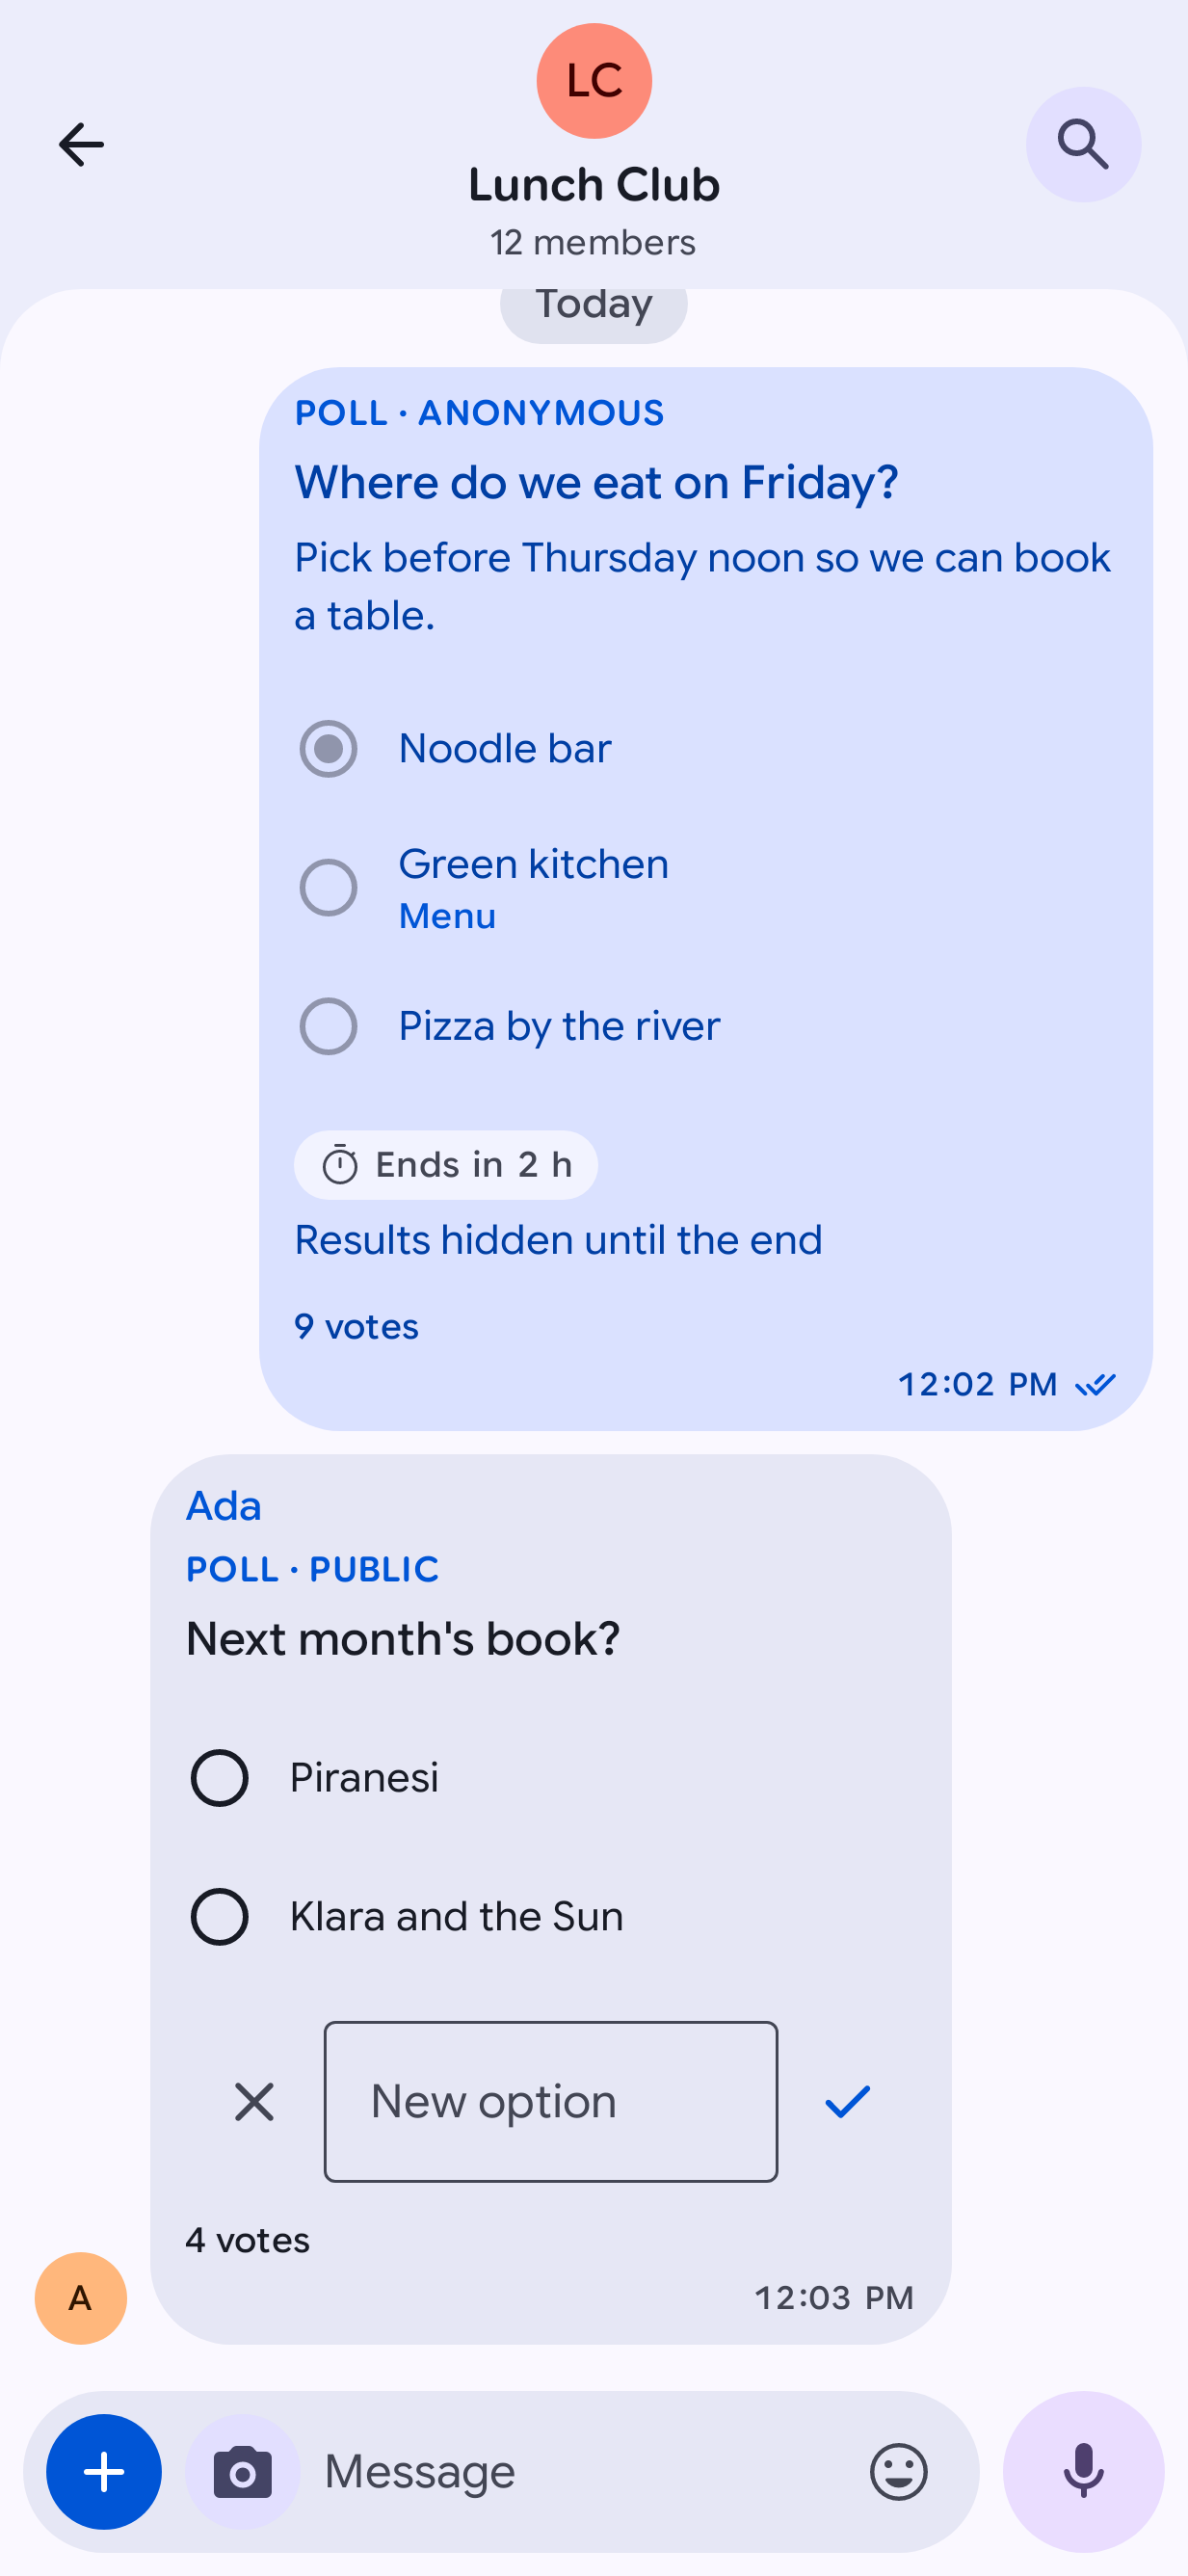 LC
Lunch Club
12 members
Today
POLL · ANONYMOUS
Where do we eat on Friday?
Pick before Thursday noon so we can book
a table.
Noodle bar
Green kitchen
Menu
Pizza by the river
Ends in 2 h
Results hidden until the end
9 votes
12:02 PM
Ada
POLL · PUBLIC
Next month's book?
Piranesi
Klara and the Sun
New option
4 votes
A
12:03 PM
Message